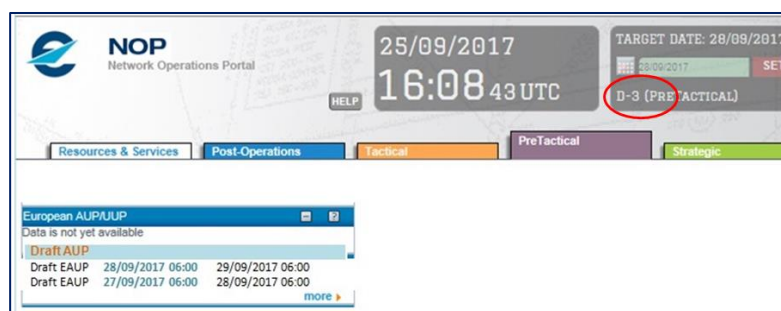 NOP
Network Operations Portal
HELP
25/09/2017
16:08 43 UTC
TARGET DATE: 28/09/2017
28/09/2017
SET
D-3 (PRETACTICAL)
Resources & Services
Post-Operations
Tactical
PreTactical
Strategic
European AUP/UUP
Data is not yet available
Draft AUP
Draft EAUP 28/09/2017 06:00 29/09/2017 06:00
Draft EAUP 27/09/2017 06:00 28/09/2017 06:00
more